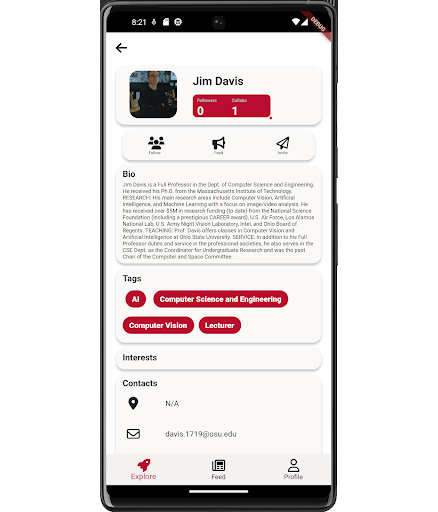 8:21
DEBUG
Jim Davis
Followers Collabs
0 1
Follow Feed Invite
Bio
Jim Davis is a Full Professor in the Dept. of Computer Science and Engineering.
He received his Ph.D. from the Massachusetts Institute of Technology.
RESEARCH: His main research areas include Computer Vision, Artificial
Intelligence, and Machine Learning with a focus on image/video analysis. He
has received over $5M in research funding (to date) from the National Science
Foundation (including a prestigious CAREER award), U.S. Air Force, Los Alamos
National Lab, U.S. Army Night Vision Laboratory, Intel, and Ohio Board of
Regents. TEACHING: Prof. Davis offers classes in Computer Vision and
Artificial Intelligence at Ohio State University. SERVICE: In addition to his Full
Professor duties and service in the professional societies, he also serves in the
CSE Dept. as the Coordinator for Undergraduate Research and was the past
Chair of the Computer and Space Committee.
Tags
AI Computer Science and Engineering
Computer Vision Lecturer
Interests
Contacts
N/A
davis.1719@osu.edu
Explore Feed Profile